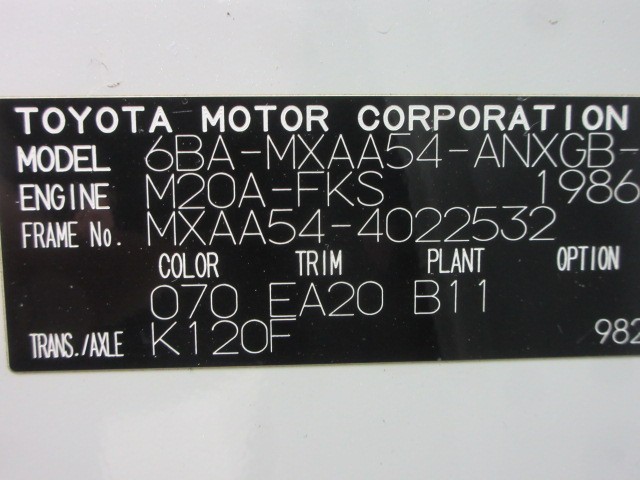 TOYOTA MOTOR CORPORATION
MODEL 6BA-MXAA54-ANXGB-
ENGINE M20A-FKS 1986
FRAME No. MXAA54-4022532
COLOR TRIM PLANT OPTION
070 EA20 B11
TRANS./AXLE K120F 982